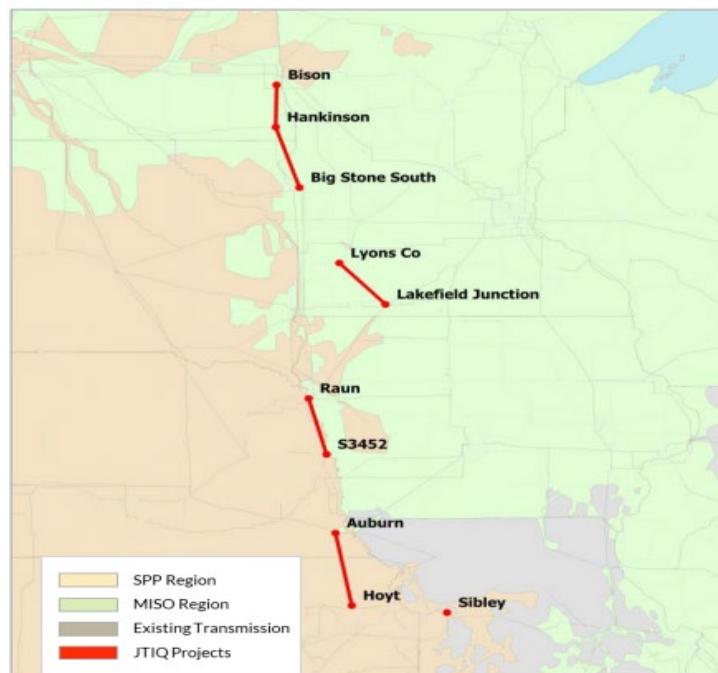 Bison
Hankinson
Big Stone South
Lyons Co
Lakefield Junction
Raun
S3452
Auburn
Hoyt
Sibley
SPP Region
MISO Region
Existing Transmission
JTIQ Projects